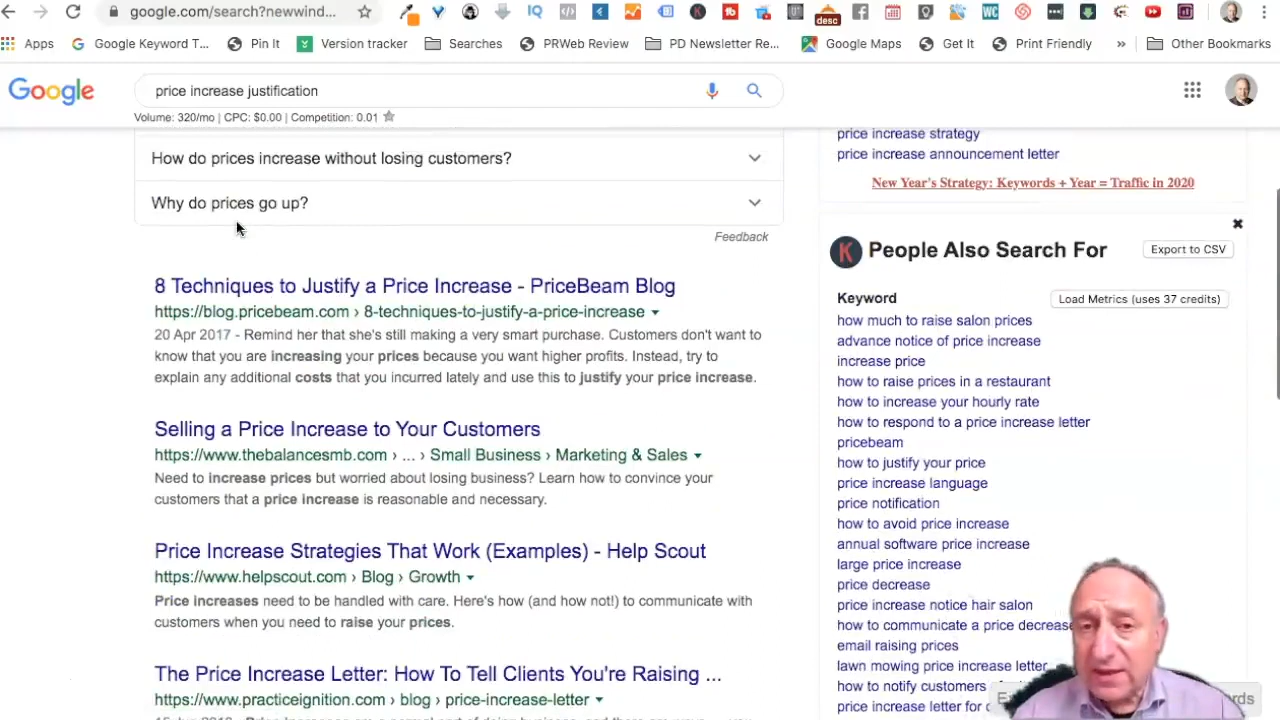 google.com/search?newwind...
desc
Apps
Google Keyword T...
Pin It
Version tracker
Searches
PRWeb Review
PD Newsletter Re...
Google Maps
Get It
Print Friendly
»
Other Bookmarks
Google
price increase justification
Volume: 320/mo | CPC: $0.00 | Competition: 0.01
How do prices increase without losing customers?
Why do prices go up?
Feedback
8 Techniques to Justify a Price Increase - PriceBeam Blog
https://blog.pricebeam.com › 8-techniques-to-justify-a-price-increase
20 Apr 2017 - Remind her that she's still making a very smart purchase. Customers don't want to
know that you are increasing your prices because you want higher profits. Instead, try to
explain any additional costs that you incurred lately and use this to justify your price increase.
Selling a Price Increase to Your Customers
https://www.thebalancesmb.com › ... › Small Business › Marketing & Sales
Need to increase prices but worried about losing business? Learn how to convince your
customers that a price increase is reasonable and necessary.
Price Increase Strategies That Work (Examples) - Help Scout
https://www.helpscout.com › Blog › Growth
Price increases need to be handled with care. Here's how (and how not!) to communicate with
customers when you need to raise your prices.
The Price Increase Letter: How To Tell Clients You're Raising ...
https://www.practiceignition.com › blog › price-increase-letter
price increase strategy
price increase announcement letter
New Year's Strategy: Keywords + Year = Traffic in 2020
K
People Also Search For
Export to CSV
Keyword
Load Metrics (uses 37 credits)
how much to raise salon prices
advance notice of price increase
increase price
how to raise prices in a restaurant
how to increase your hourly rate
how to respond to a price increase letter
pricebeam
how to justify your price
price increase language
price notification
how to avoid price increase
annual software price increase
large price increase
price decrease
price increase notice hair salon
how to communicate a price decrease
email raising prices
lawn mowing price increase letter
how to notify customers
price increase letter for